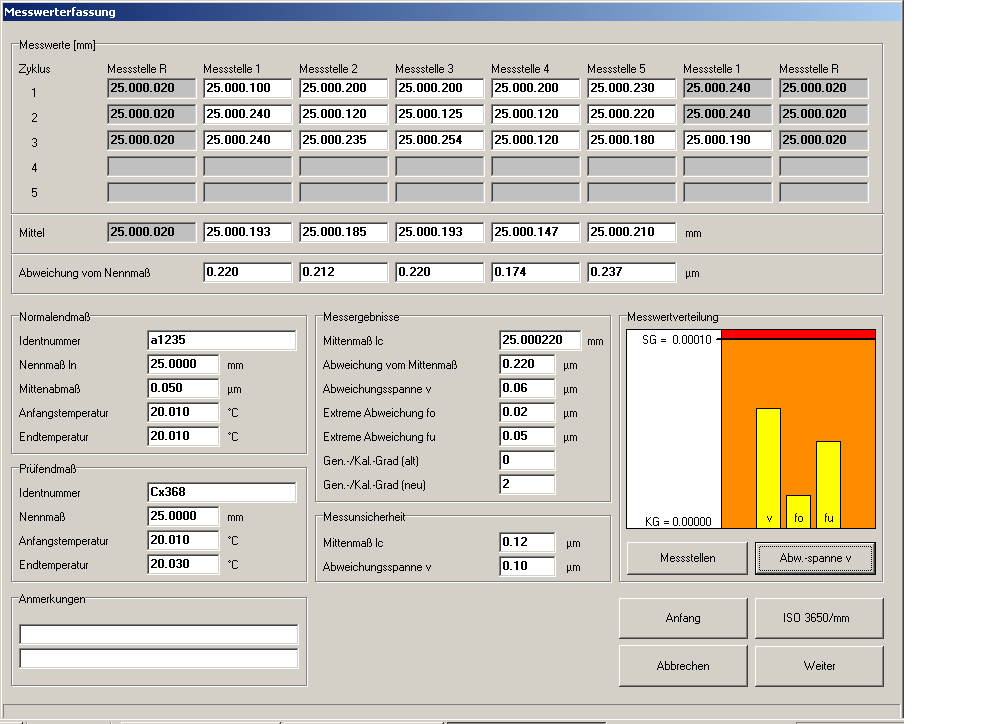 Messwerterfassung
Messwerte [mm]
Zyklus Messstelle R Messstelle 1 Messstelle 2 Messstelle 3 Messstelle 4 Messstelle 5 Messstelle 1 Messstelle R
1 25.000.020 25.000.100 25.000.200 25.000.200 25.000.200 25.000.230 25.000.240 25.000.020
2 25.000.020 25.000.240 25.000.120 25.000.125 25.000.120 25.000.220 25.000.240 25.000.020
3 25.000.020 25.000.240 25.000.235 25.000.254 25.000.120 25.000.180 25.000.190 25.000.020
4
5
Mittel 25.000.020 25.000.193 25.000.185 25.000.193 25.000.147 25.000.210 mm
Abweichung vom Nennmaß 0.220 0.212 0.220 0.174 0.237 µm
Normalendmaß
Identnummer a1235
Nennmaß ln 25.0000 mm
Mittenabmaß 0.050 µm
Anfangstemperatur 20.010 °C
Endtemperatur 20.010 °C
Prüfendmaß
Identnummer Cx368
Nennmaß 25.0000 mm
Anfangstemperatur 20.010 °C
Endtemperatur 20.030 °C
Anmerkungen
Messergebnisse
Mittenmaß lc 25.000220 mm
Abweichung vom Mittenmaß 0.220 µm
Abweichungsspanne v 0.06 µm
Extreme Abweichung fo 0.02 µm
Extreme Abweichung fu 0.05 µm
Gen.-/Kal.-Grad (alt) 0
Gen.-/Kal.-Grad (neu) 2
Messunsicherheit
Mittenmaß lc 0.12 µm
Abweichungsspanne v 0.10 µm
Messwertverteilung
SG = 0.00010
KG = 0.00000
v fo fu
Messstellen Abw.-spanne v
Anfang ISO 3650/mm
Abbrechen Weiter